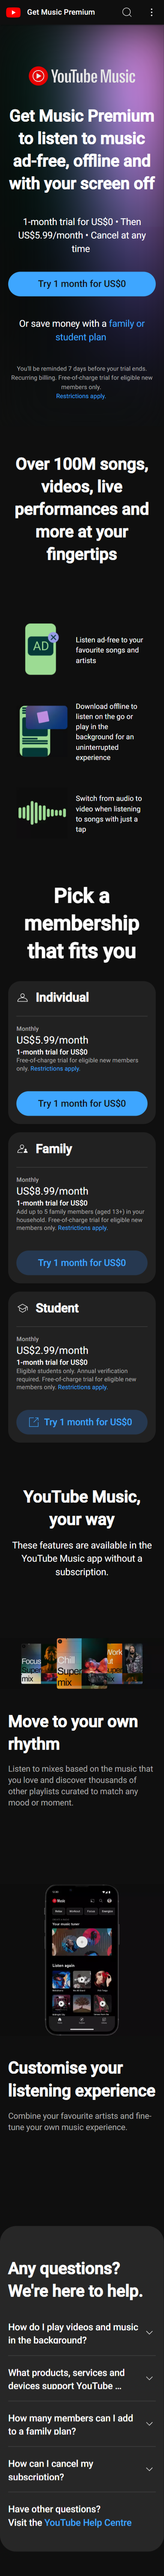 Get Music Premium
YouTube Music
Get Music Premium
to listen to music
ad-free, offline and
with your screen off
1-month trial for US$0 • Then
US$5.99/month • Cancel at any
time
Try 1 month for US$0
Or save money with a family or
student plan
You'll be reminded 7 days before your trial ends.
Recurring billing. Free-of-charge trial for eligible new
members only.
Restrictions apply.
Over 100M songs,
videos, live
performances and
more at your
fingertips
AD
Listen ad-free to your
favourite songs and
artists
Download offline to
listen on the go or
play in the
background for an
uninterrupted
experience
Switch from audio to
video when listening
to songs with just a
tap
Pick a
membership
that fits you
Individual
Monthly
US$5.99/month
1-month trial for US$0
Free-of-charge trial for eligible new members
only. Restrictions apply.
Try 1 month for US$0
Family
Monthly
US$8.99/month
1-month trial for US$0
Add up to 5 family members (aged 13+) in your
household. Free-of-charge trial for eligible new
members only. Restrictions apply.
Try 1 month for US$0
Student
Monthly
US$2.99/month
1-month trial for US$0
Eligible students only. Annual verification
required. Free-of-charge trial for eligible new
members only. Restrictions apply.
Try 1 month for US$0
YouTube Music,
your way
These features are available in the
YouTube Music app without a
subscription.
Focus
Super
mix
Chill
Super
mix
Work
Super
mix
Move to your own
rhythm
Listen to mixes based on the music that
you love and discover thousands of
other playlists curated to match any
mood or moment.
Music
Relax
Workout
Focus
Energize
Your music tuner
Listen again
Customise your
listening experience
Combine your favourite artists and fine-
tune your own music experience.
Any questions?
We're here to help.
How do I play videos and music
in the background?
What products, services and
devices support YouTube ...
How many members can I add
to a family plan?
How can I cancel my
subscription?
Have other questions?
Visit the YouTube Help Centre